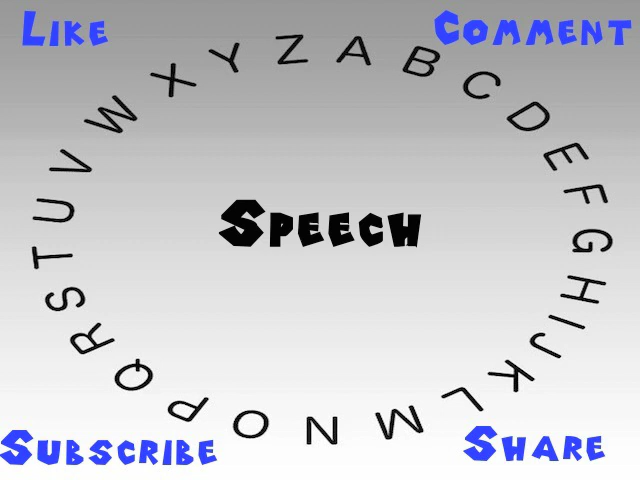 Like
Comment
A B C D E F G H I J K L M N O P Q R S T U V W X Y Z
Speech
Subscribe
Share